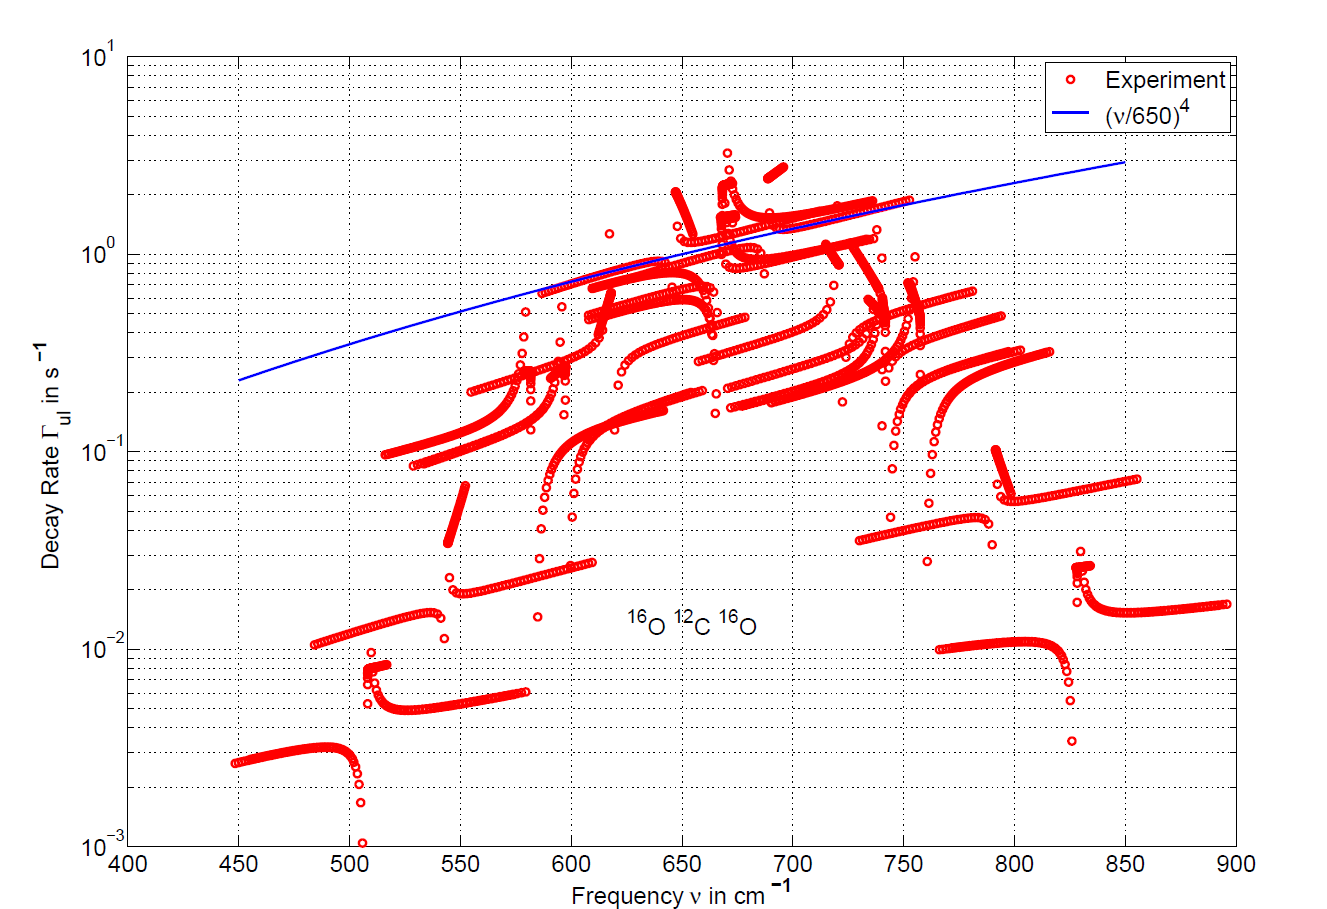 10^1
10^0
10^−1
10^−2
10^−3
Decay Rate Γ_ul in s^−1
Experiment
(ν/650)^4
^16O ^12C ^16O
400 450 500 550 600 650 700 750 800 850 900
Frequency ν in cm^−1